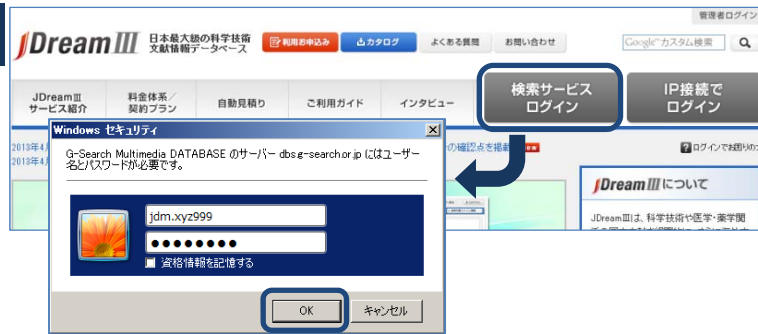 管理者ログイン
JDreamⅢ
日本最大級の科学技術
文献情報データベース
利用お申込み
カタログ
よくある質問
お問い合わせ
Google™カスタム検索
JDreamⅢ
サービス紹介
料金体系／
契約プラン
自動見積り
ご利用ガイド
インタビュー
検索サービス
ログイン
IP接続で
ログイン
2013年4月
2013年4月
の確認点を掲載
ログインでお困りの
Windows セキュリティ
G-Search Multimedia DATABASE のサーバー dbs.g-search.or.jp にはユーザー
名とパスワードが必要です。
jdm.xyz999
●●●●●●●●
資格情報を記憶する
OK
キャンセル
JDreamⅢについて
JDreamⅢは、科学技術や医学・薬学関